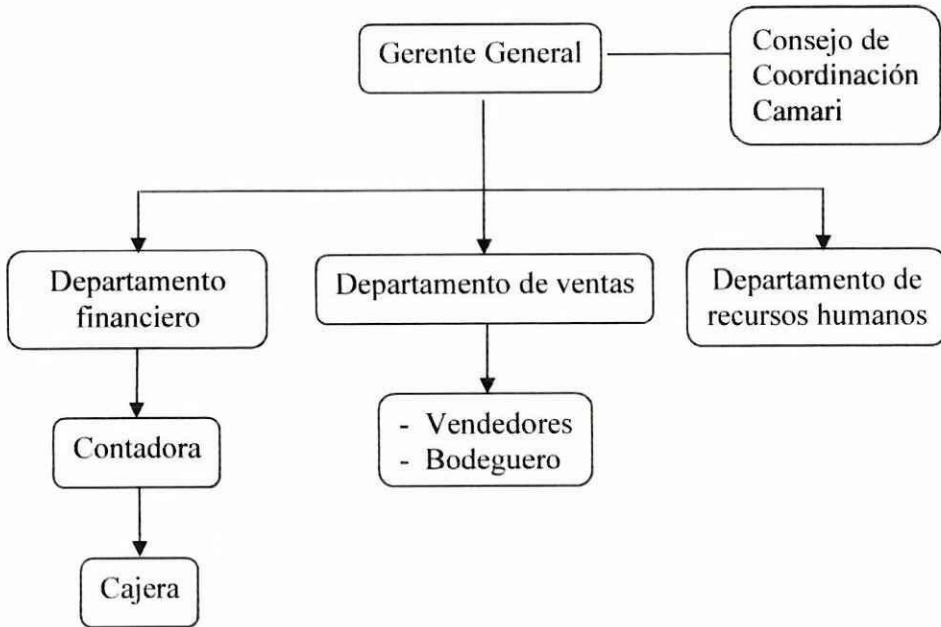 Gerente General
Consejo de
Coordinación
Camari
Departamento
financiero
Departamento de ventas
Departamento de
recursos humanos
Contadora
- Vendedores
- Bodeguero
Cajera